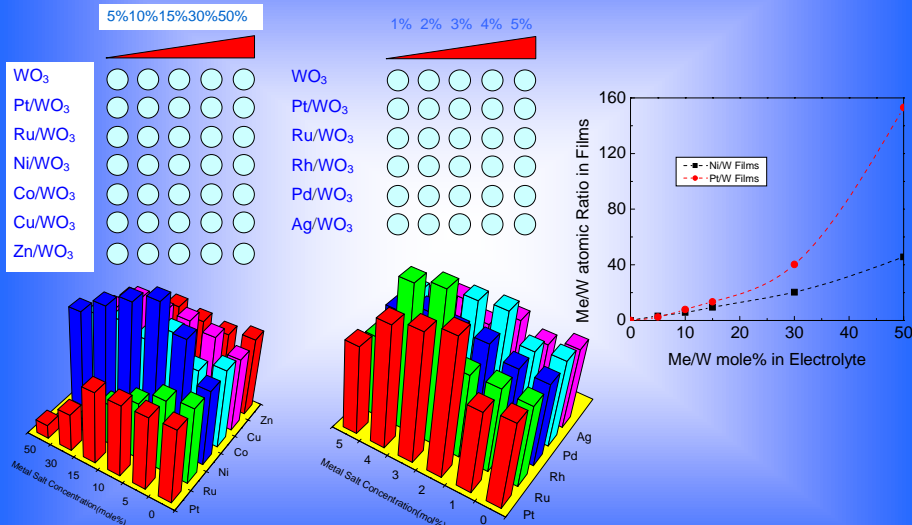 5%10%15%30%50%
WO₃
Pt/WO₃
Ru/WO₃
Ni/WO₃
Co/WO₃
Cu/WO₃
Zn/WO₃
1% 2% 3% 4% 5%
WO₃
Pt/WO₃
Ru/WO₃
Rh/WO₃
Pd/WO₃
Ag/WO₃
Me/W atomic Ratio in Films
160
120
80
40
0
Ni/W Films
Pt/W Films
0 10 20 30 40 50
Me/W mole% in Electrolyte
50
30
15
10
5
0
Metal Salt Concentration(mole%)
Zn
Cu
Co
Ni
Ru
Pt
5
4
3
2
1
0
Metal Salt Concentration(mol%)
Ag
Pd
Rh
Ru
Pt